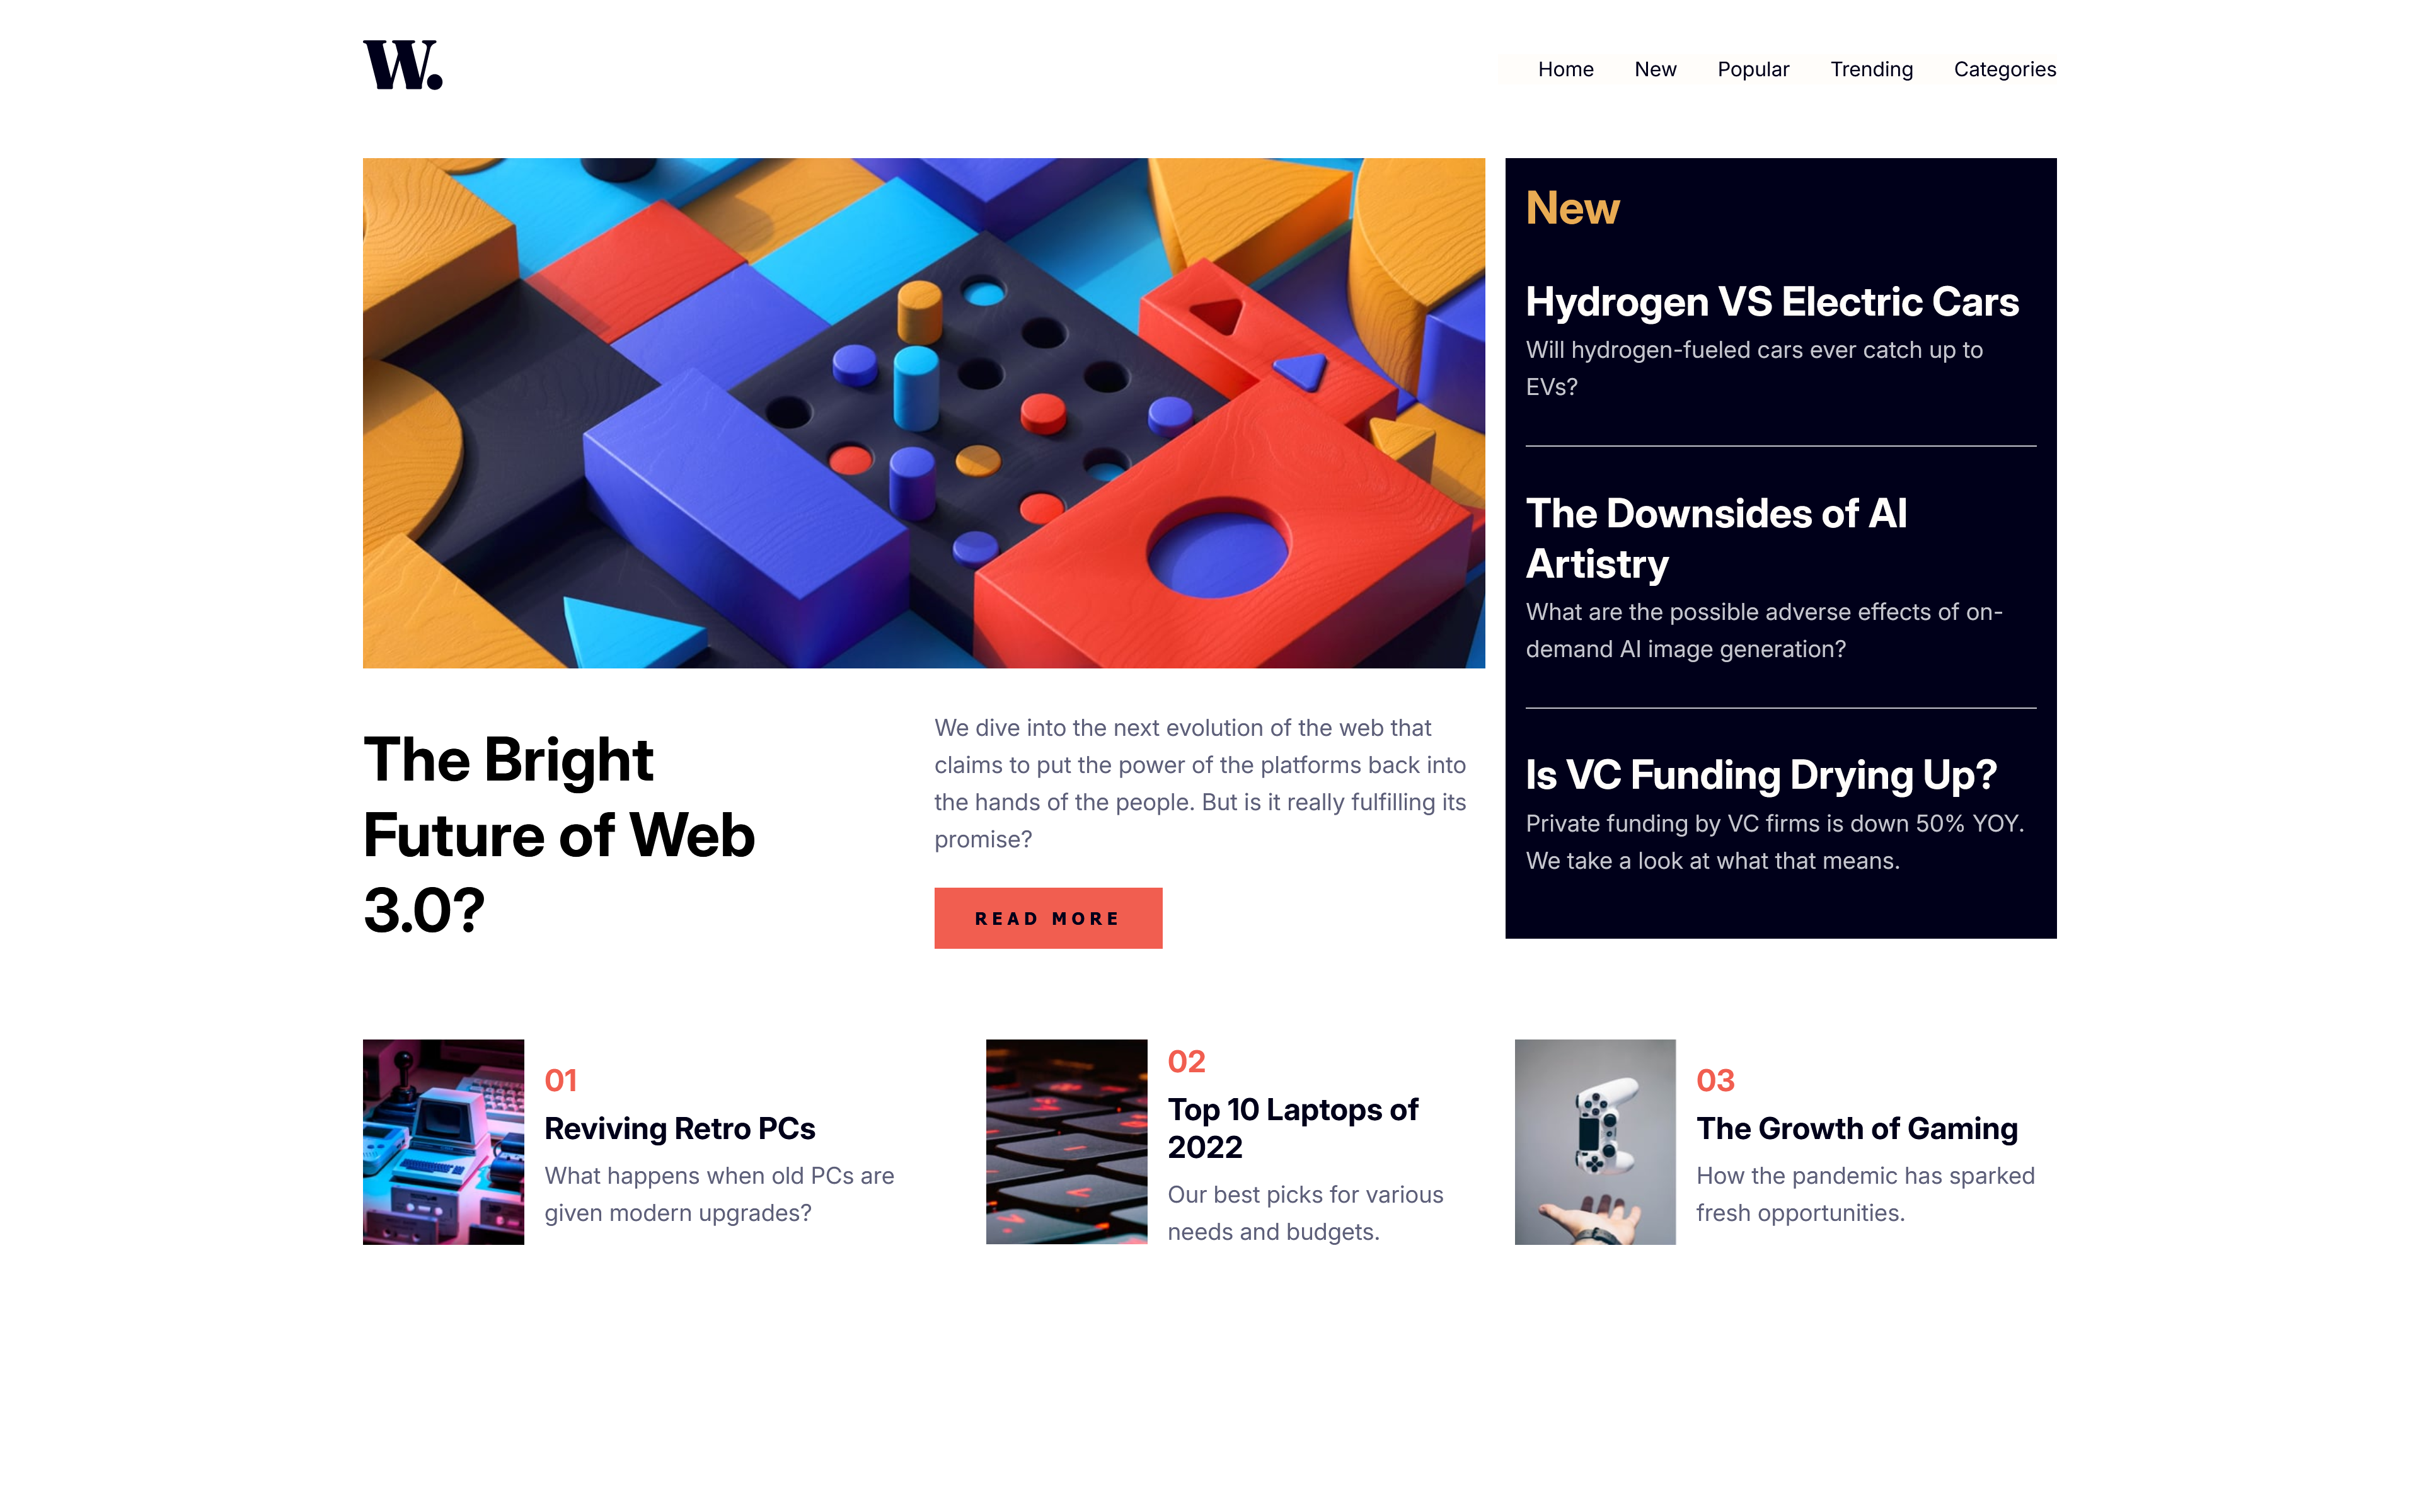 W.
Home New Popular Trending Categories
New
Hydrogen VS Electric Cars
Will hydrogen-fueled cars ever catch up to
EVs?
The Downsides of AI
Artistry
What are the possible adverse effects of on-
demand AI image generation?
Is VC Funding Drying Up?
Private funding by VC firms is down 50% YOY.
We take a look at what that means.
The Bright
Future of Web
3.0?
We dive into the next evolution of the web that
claims to put the power of the platforms back into
the hands of the people. But is it really fulfilling its
promise?
READ MORE
01
Reviving Retro PCs
What happens when old PCs are
given modern upgrades?
02
Top 10 Laptops of
2022
Our best picks for various
needs and budgets.
03
The Growth of Gaming
How the pandemic has sparked
fresh opportunities.